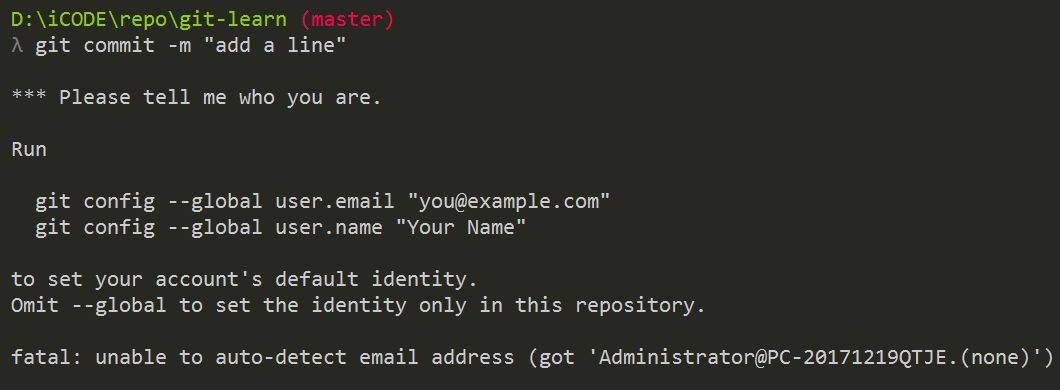 D:\iCODE\repo\git-learn (master)
λ git commit -m "add a line"
*** Please tell me who you are.
Run
git config --global user.email "you@example.com"
git config --global user.name "Your Name"
to set your account's default identity.
Omit --global to set the identity only in this repository.
fatal: unable to auto-detect email address (got 'Administrator@PC-20171219QTJE.(none)')